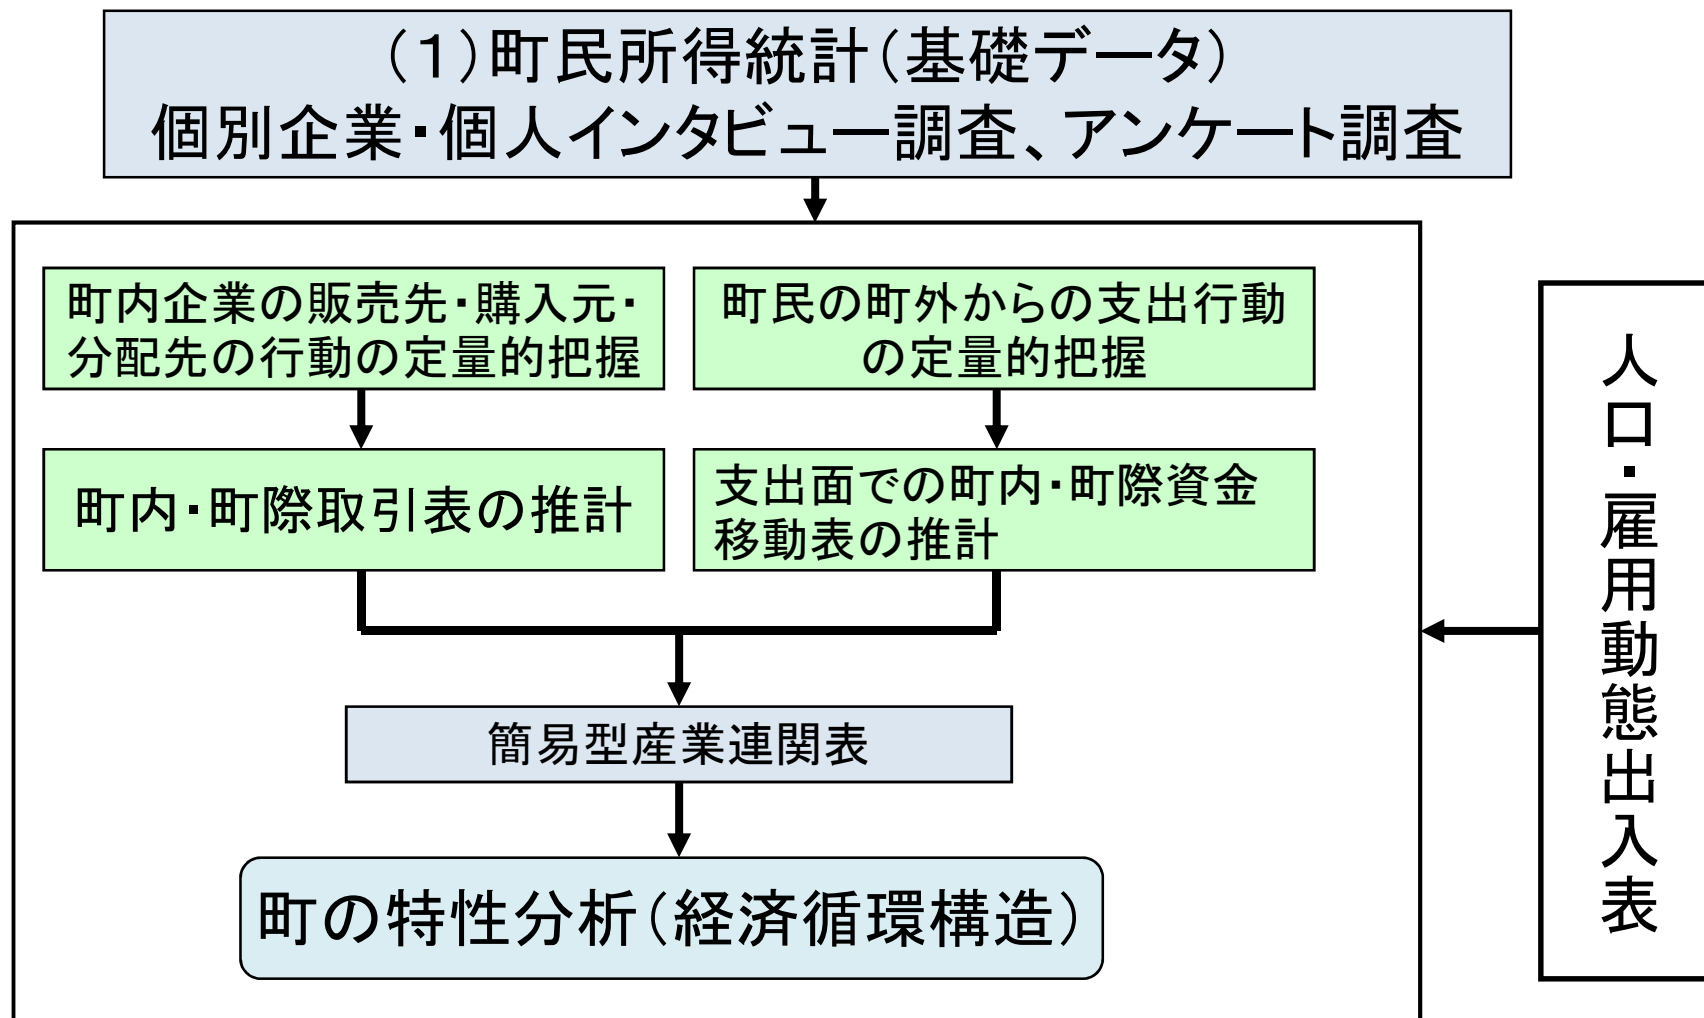 （１）町民所得統計（基礎データ）
個別企業・個人インタビュー調査、アンケート調査
町内企業の販売先・購入元・
分配先の行動の定量的把握
町民の町外からの支出行動
の定量的把握
町内・町際取引表の推計
支出面での町内・町際資金
移動表の推計
簡易型産業連関表
町の特性分析（経済循環構造）
人口・雇用動態出入表